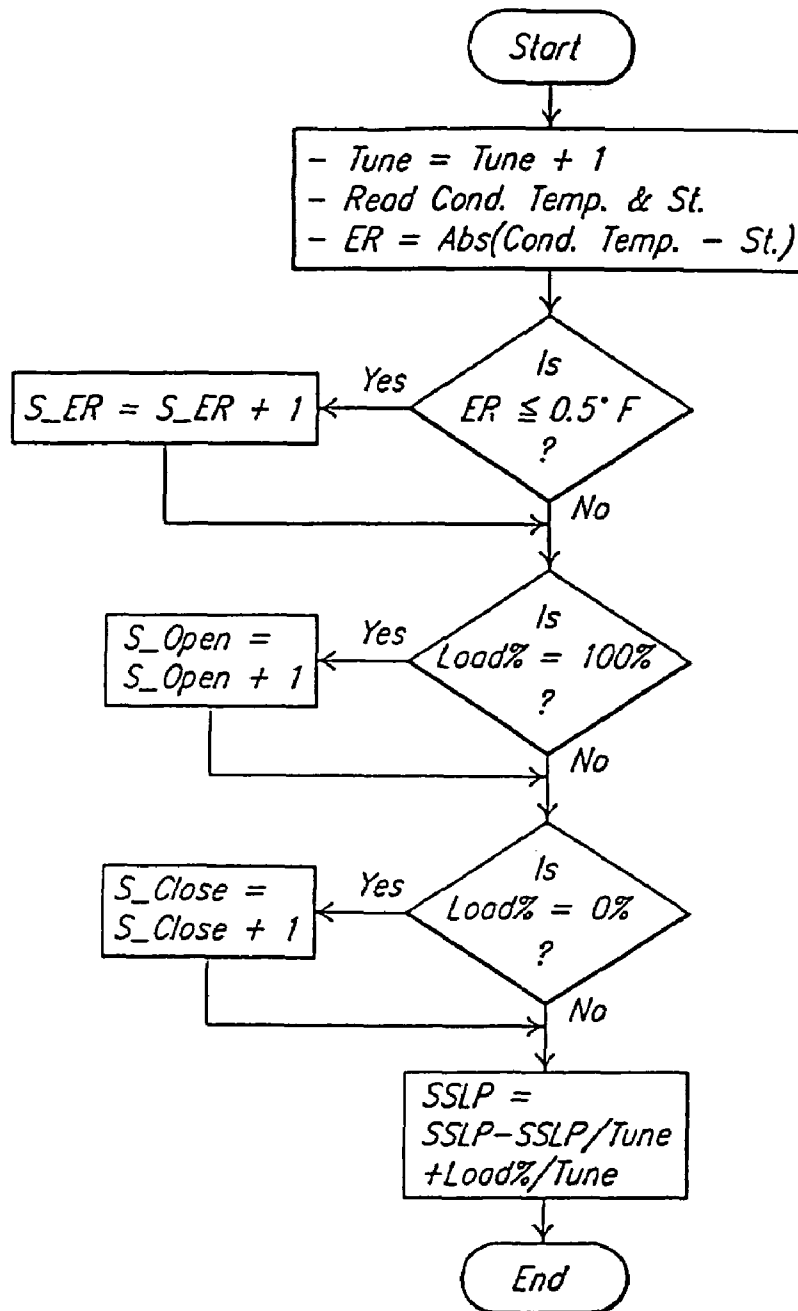 Start
- Tune = Tune + 1
- Read Cond. Temp. & St.
- ER = Abs(Cond. Temp. - St.)
Is
ER ≦ 0.5° F
?
Yes
S_ER = S_ER + 1
No
Is
Load% = 100%
?
Yes
S_Open =
S_Open + 1
No
Is
Load% = 0%
?
Yes
S_Close =
S_Close + 1
No
SSLP =
SSLP-SSLP/Tune
+Load%/Tune
End